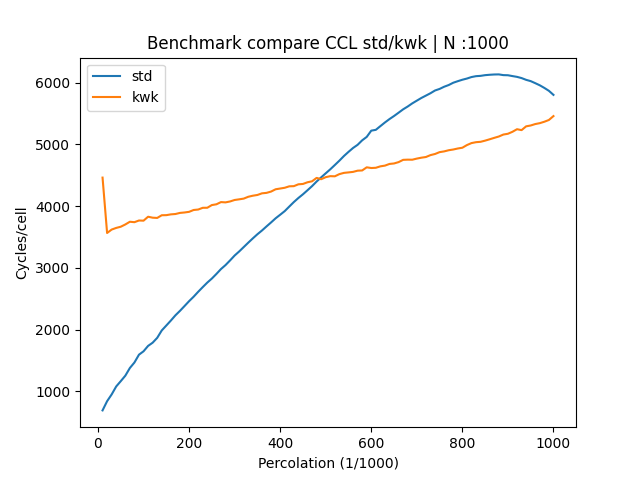 Benchmark compare CCL std/kwk | N :1000
std
kwk
6000
5000
4000
3000
2000
1000
Cycles/cell
0 200 400 600 800 1000
Percolation (1/1000)